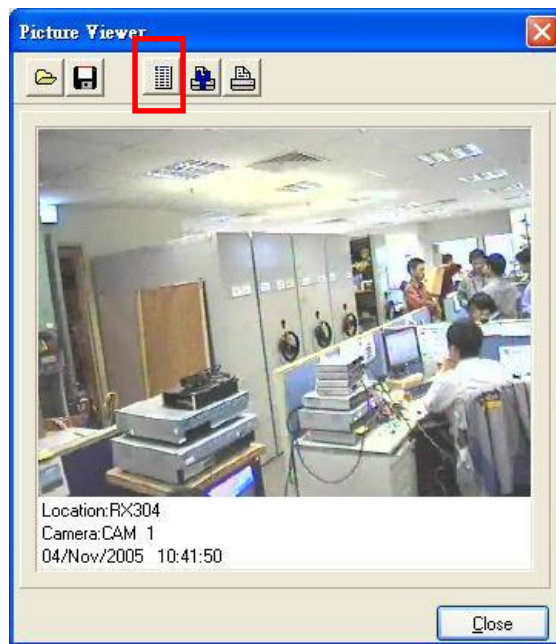 Picture Viewer
Location:RX304
Camera:CAM 1
04/Nov/2005 10:41:50
Close